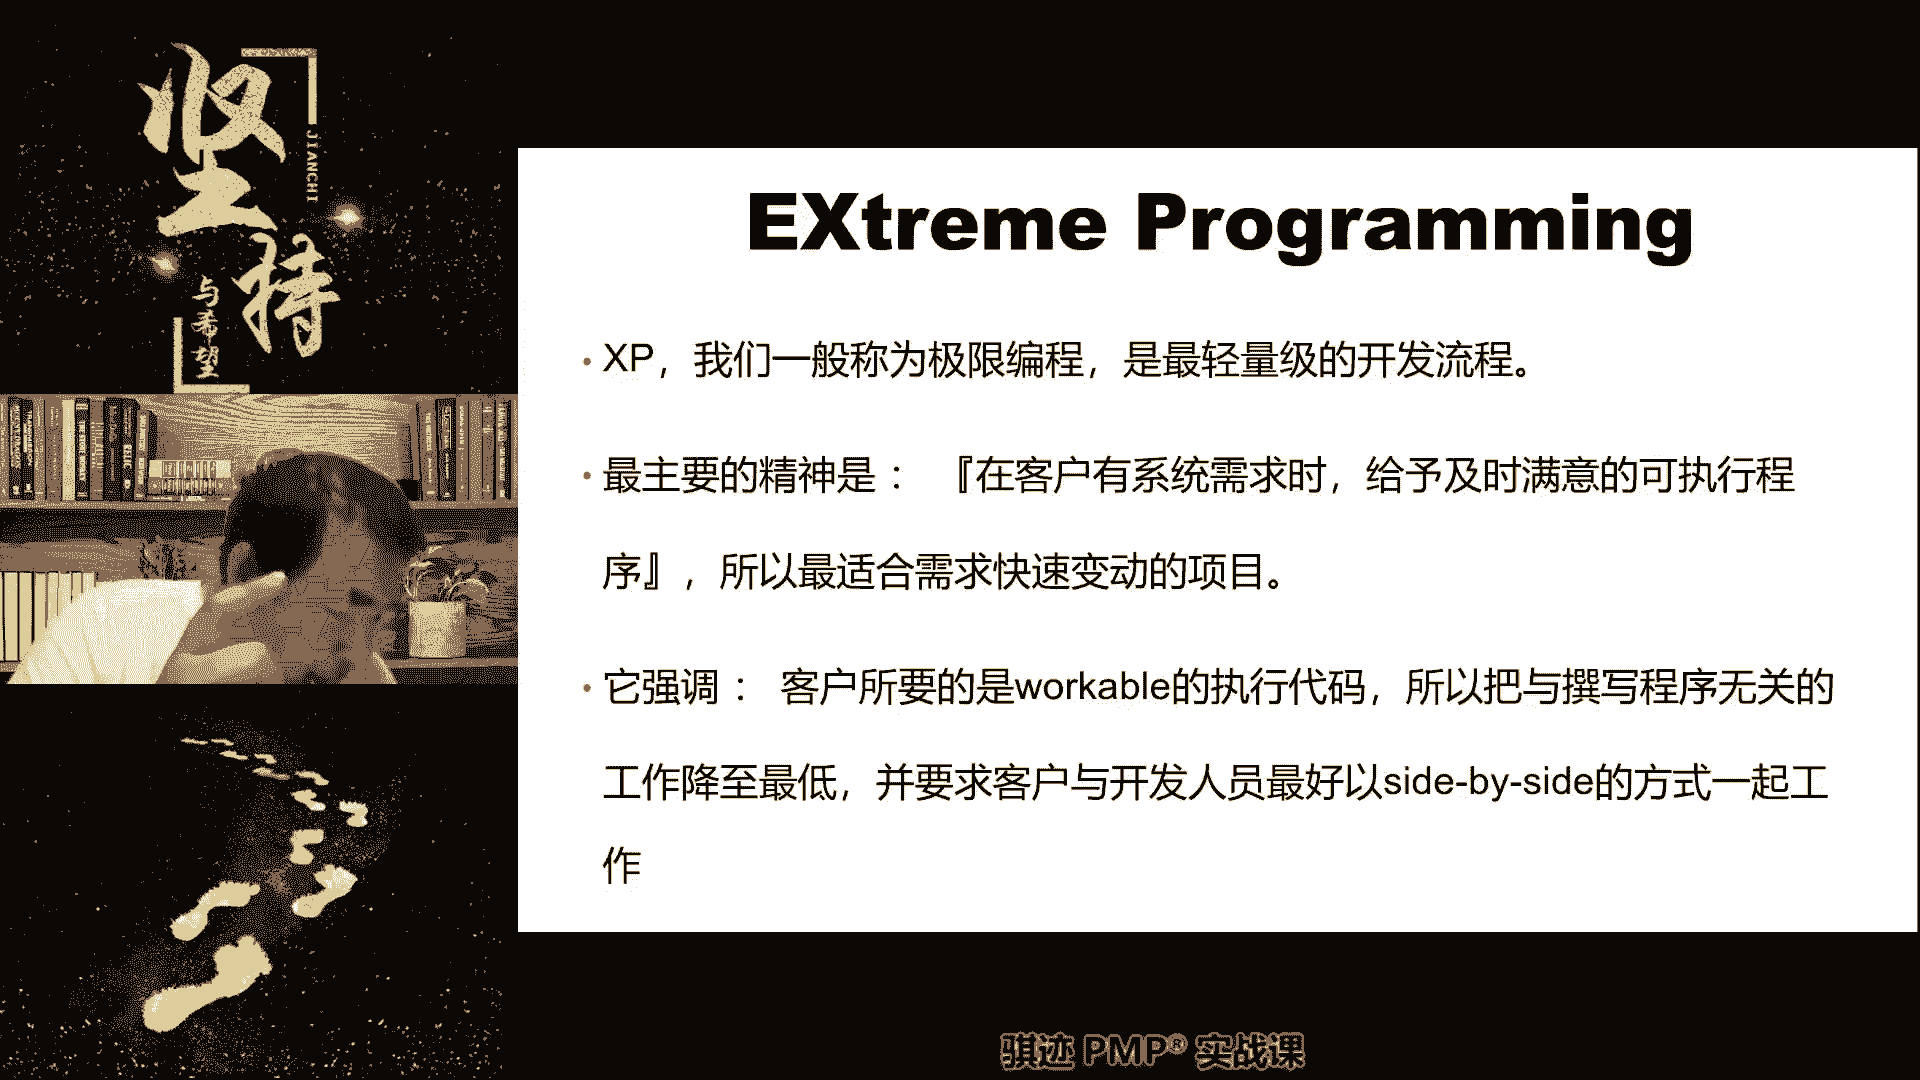 坚持
JIANCHI
与希望
EXtreme Programming
• XP，我们一般称为极限编程，是最轻量级的开发流程。
• 最主要的精神是： 『在客户有系统需求时，给予及时满意的可执行程
序』，所以最适合需求快速变动的项目。
• 它强调： 客户所要的是workable的执行代码，所以把与撰写程序无关的
工作降至最低，并要求客户与开发人员最好以side-by-side的方式一起工
作
骐迹 PMP® 实战课